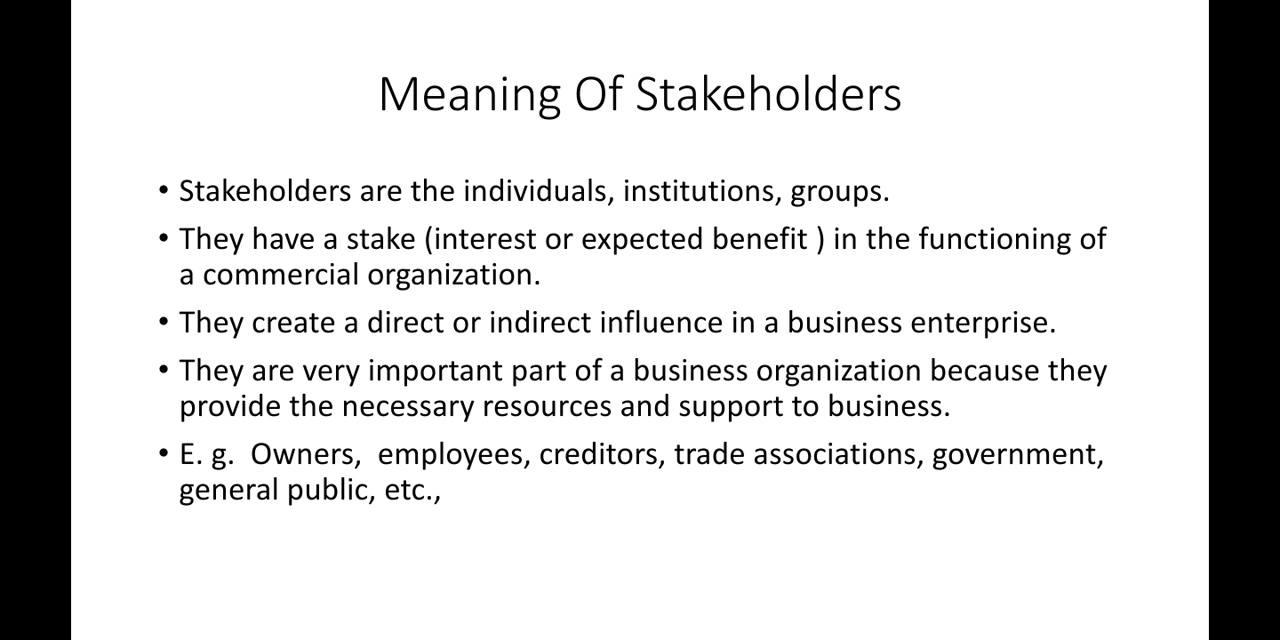 Meaning Of Stakeholders
• Stakeholders are the individuals, institutions, groups.
• They have a stake (interest or expected benefit ) in the functioning of
a commercial organization.
• They create a direct or indirect influence in a business enterprise.
• They are very important part of a business organization because they
provide the necessary resources and support to business.
• E. g.  Owners,  employees, creditors, trade associations, government,
general public, etc.,